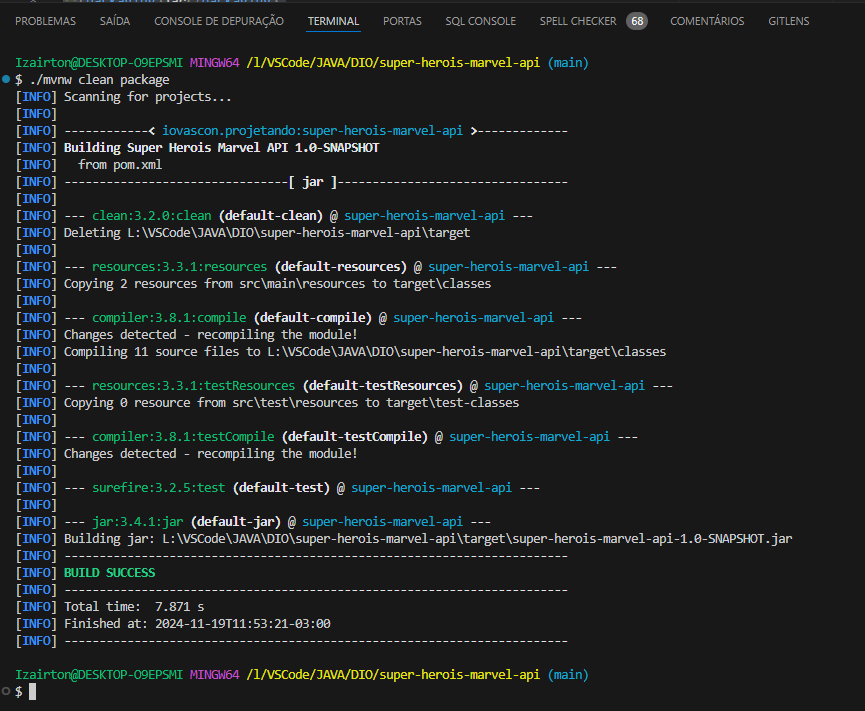 PROBLEMAS SAÍDA CONSOLE DE DEPURAÇÃO TERMINAL PORTAS SQL CONSOLE SPELL CHECKER 68 COMENTÁRIOS GITLENS
Izairton@DESKTOP-O9EPSMI MINGW64 /l/VSCode/JAVA/DIO/super-herois-marvel-api (main)
$ ./mvnw clean package
[INFO] Scanning for projects...
[INFO]
[INFO] ------------< iovascon.projetando:super-herois-marvel-api >-------------
[INFO] Building Super Herois Marvel API 1.0-SNAPSHOT
[INFO]   from pom.xml
[INFO] --------------------------------[ jar ]---------------------------------
[INFO]
[INFO] --- clean:3.2.0:clean (default-clean) @ super-herois-marvel-api ---
[INFO] Deleting L:\VSCode\JAVA\DIO\super-herois-marvel-api\target
[INFO]
[INFO] --- resources:3.3.1:resources (default-resources) @ super-herois-marvel-api ---
[INFO] Copying 2 resources from src\main\resources to target\classes
[INFO]
[INFO] --- compiler:3.8.1:compile (default-compile) @ super-herois-marvel-api ---
[INFO] Changes detected - recompiling the module!
[INFO] Compiling 11 source files to L:\VSCode\JAVA\DIO\super-herois-marvel-api\target\classes
[INFO]
[INFO] --- resources:3.3.1:testResources (default-testResources) @ super-herois-marvel-api ---
[INFO] Copying 0 resource from src\test\resources to target\test-classes
[INFO]
[INFO] --- compiler:3.8.1:testCompile (default-testCompile) @ super-herois-marvel-api ---
[INFO] Changes detected - recompiling the module!
[INFO]
[INFO] --- surefire:3.2.5:test (default-test) @ super-herois-marvel-api ---
[INFO]
[INFO] --- jar:3.4.1:jar (default-jar) @ super-herois-marvel-api ---
[INFO] Building jar: L:\VSCode\JAVA\DIO\super-herois-marvel-api\target\super-herois-marvel-api-1.0-SNAPSHOT.jar
[INFO] ------------------------------------------------------------------------
[INFO] BUILD SUCCESS
[INFO] ------------------------------------------------------------------------
[INFO] Total time:  7.871 s
[INFO] Finished at: 2024-11-19T11:53:21-03:00
[INFO] ------------------------------------------------------------------------
Izairton@DESKTOP-O9EPSMI MINGW64 /l/VSCode/JAVA/DIO/super-herois-marvel-api (main)
$